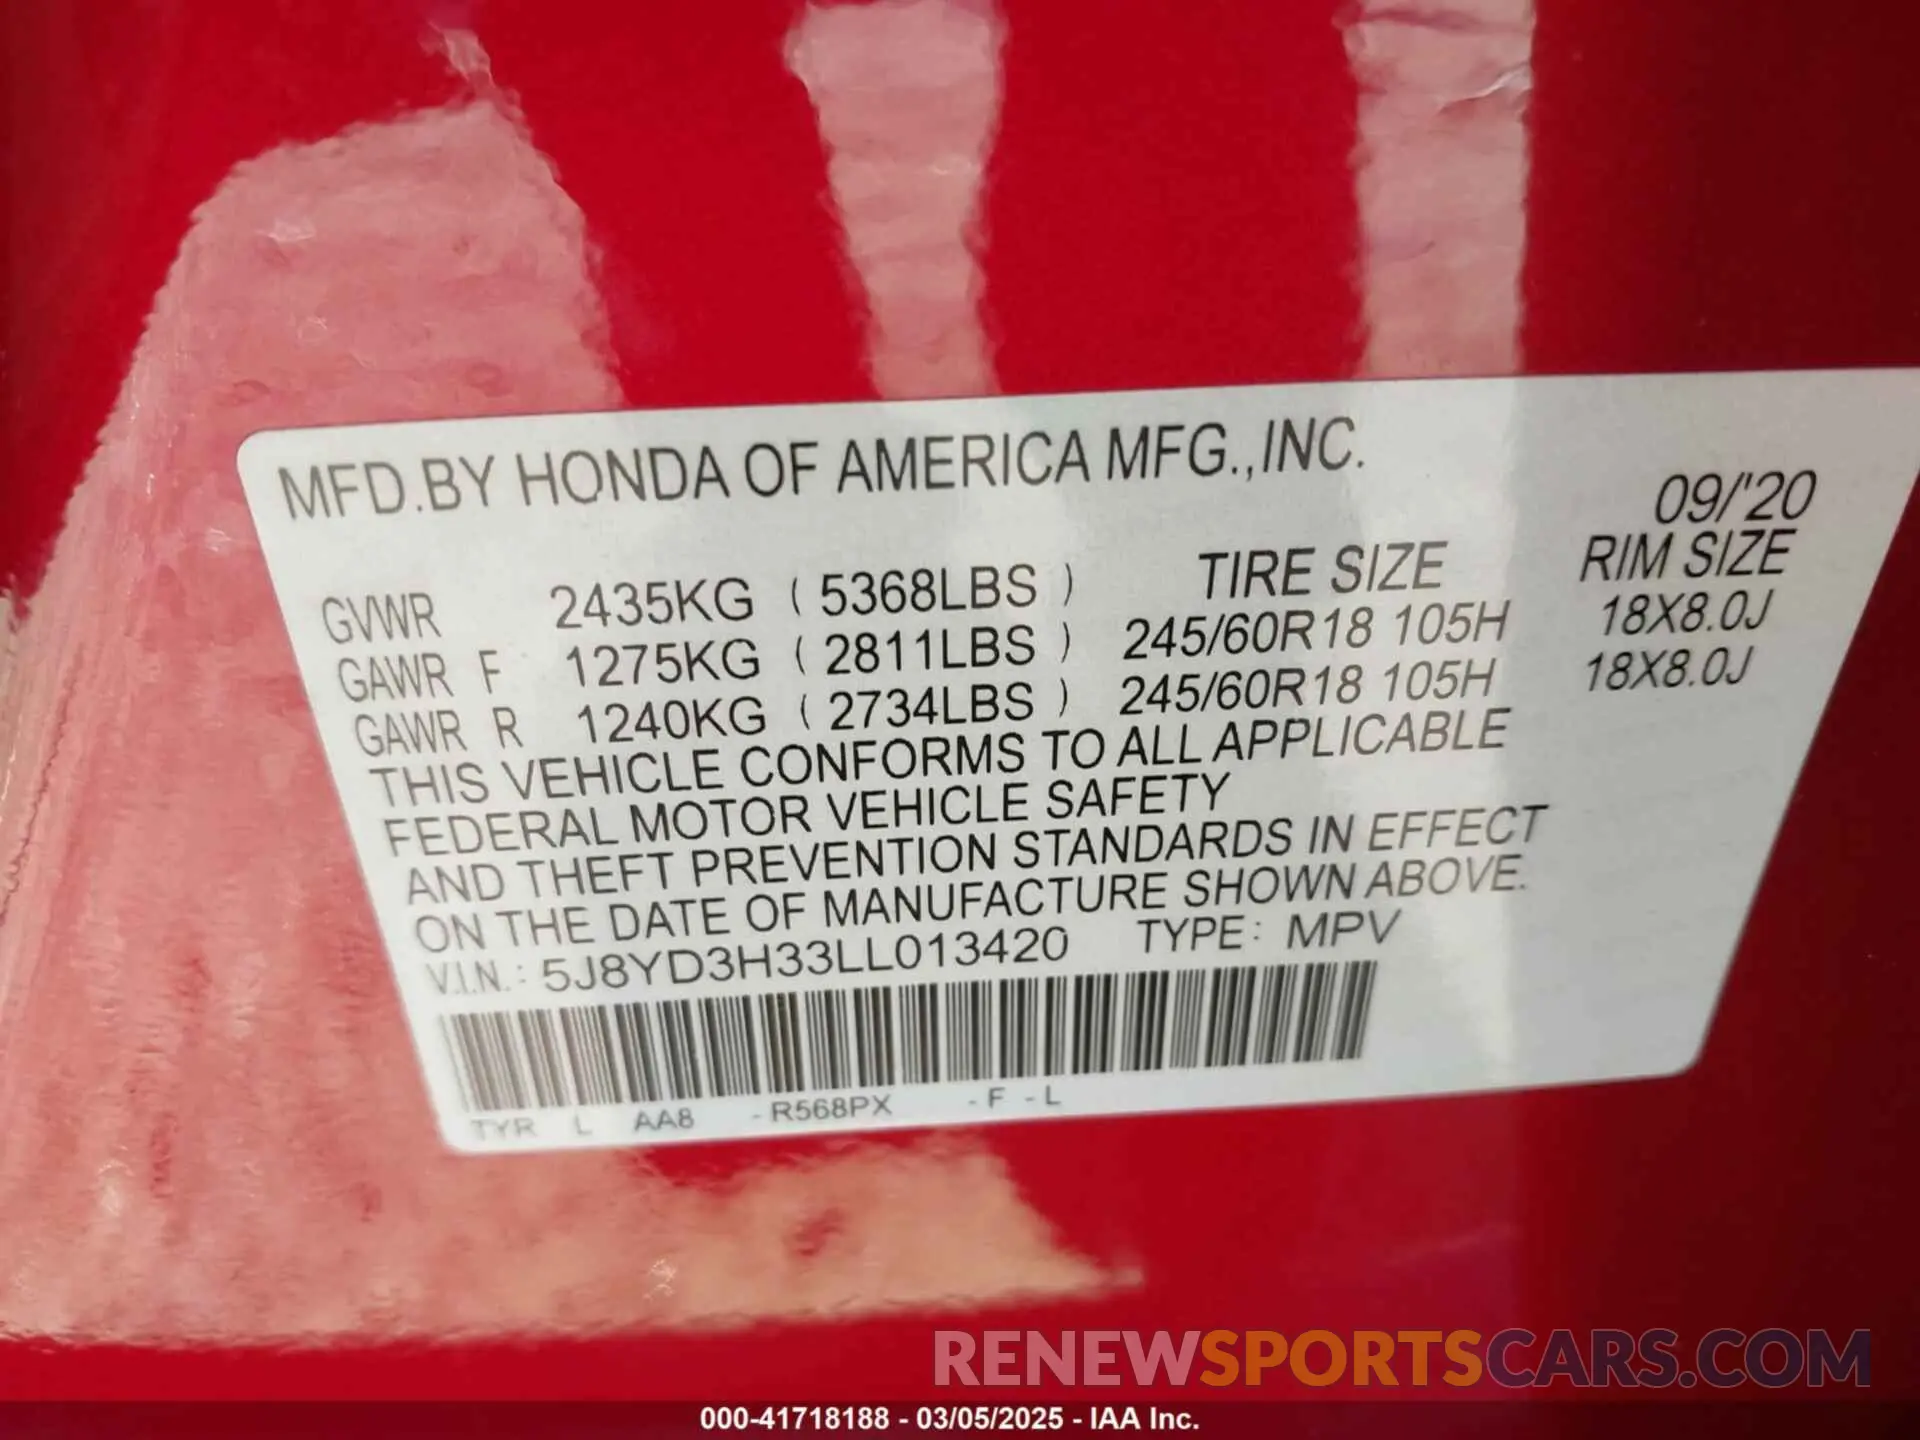 MFD.BY HONDA OF AMERICA MFG.,INC.
09/'20
GVWR 2435KG ( 5368LBS ) TIRE SIZE RIM SIZE
GAWR F 1275KG ( 2811LBS ) 245/60R18 105H 18X8.0J
GAWR R 1240KG ( 2734LBS ) 245/60R18 105H 18X8.0J
THIS VEHICLE CONFORMS TO ALL APPLICABLE
FEDERAL MOTOR VEHICLE SAFETY
AND THEFT PREVENTION STANDARDS IN EFFECT
ON THE DATE OF MANUFACTURE SHOWN ABOVE.
V.I.N.: 5J8YD3H33LL013420 TYPE: MPV
TYR L AA8 -R568PX -F -L
RENEWSPORTSCARS.COM
000-41718188 - 03/05/2025 - IAA Inc.